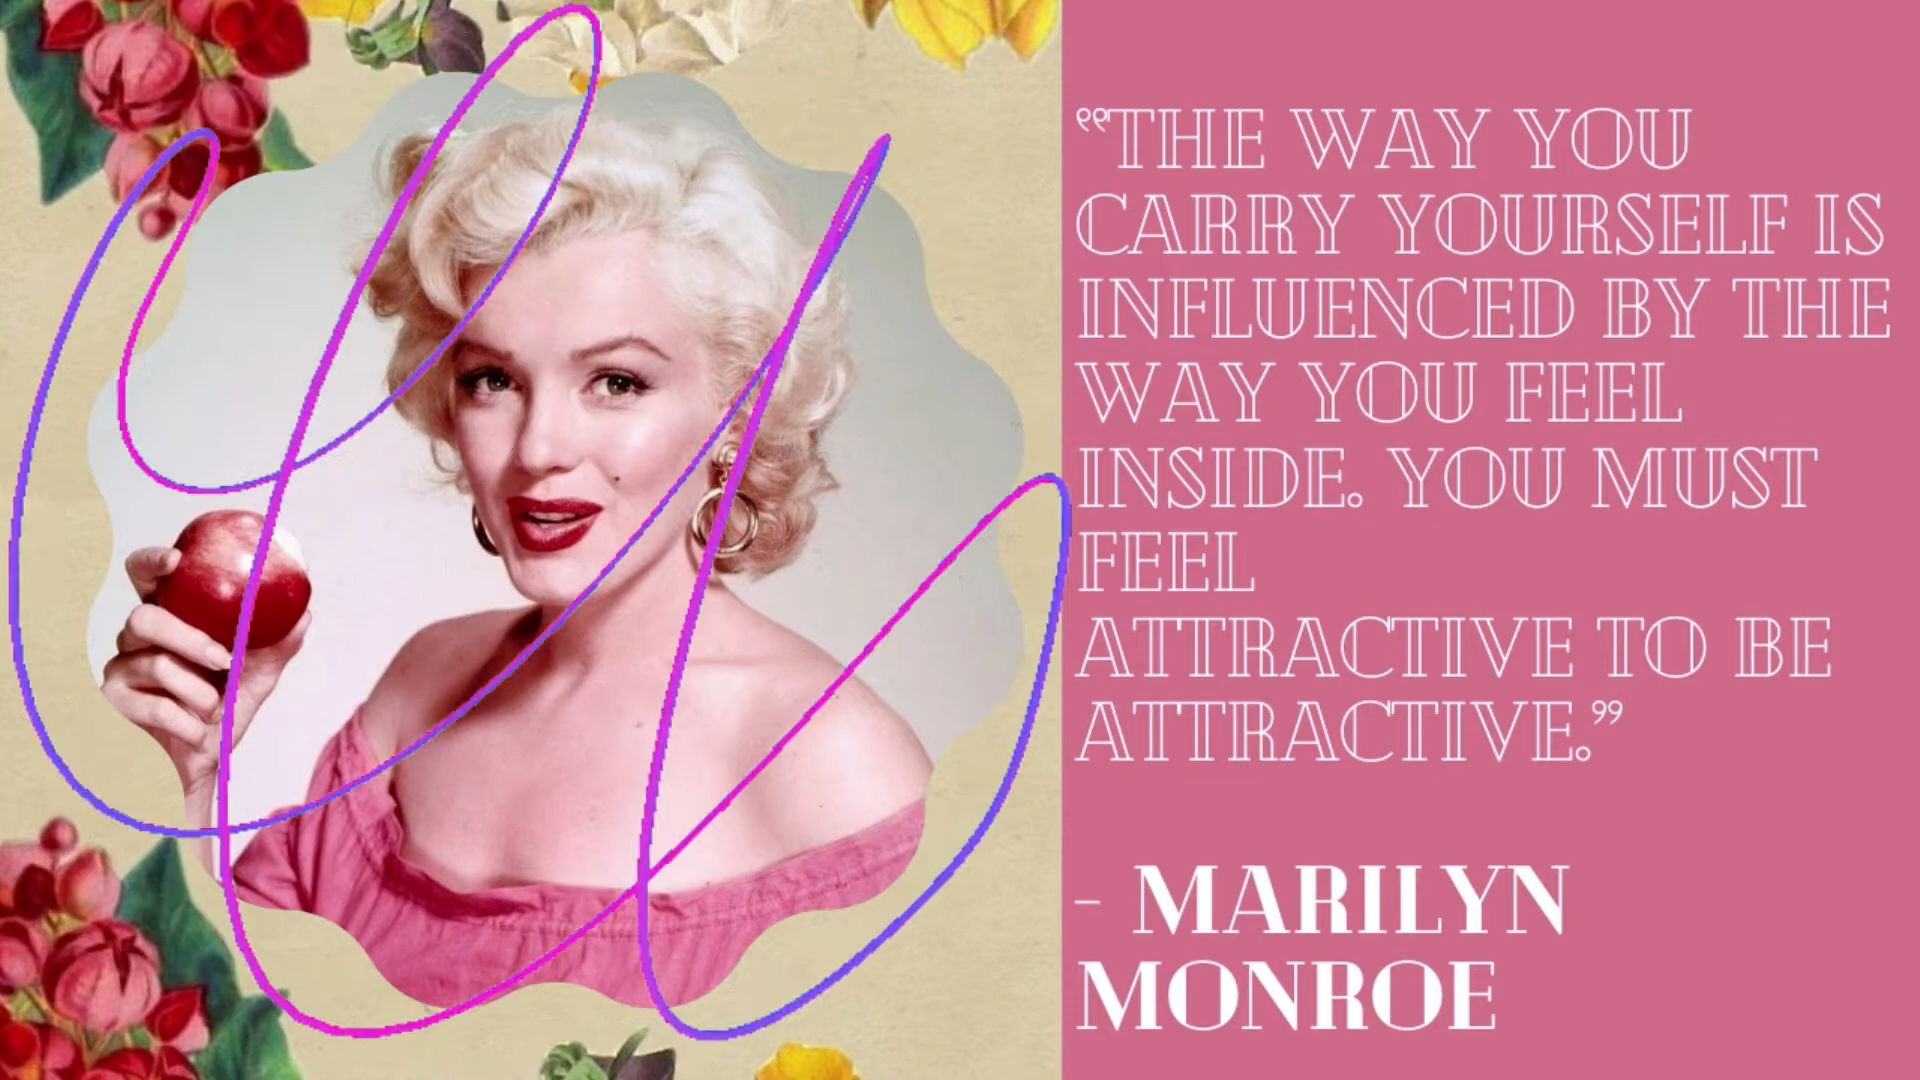 “THE WAY YOU
CARRY YOURSELF IS
INFLUENCED BY THE
WAY YOU FEEL
INSIDE. YOU MUST
FEEL
ATTRACTIVE TO BE
ATTRACTIVE.”
- MARILYN
MONROE